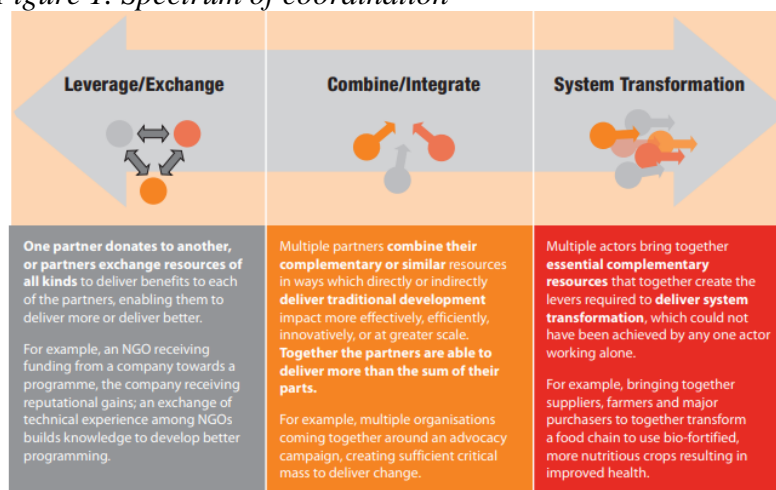 Figure 1. Spectrum of coordination
Leverage/Exchange
Combine/Integrate
System Transformation
One partner donates to another,
or partners exchange resources of
all kinds to deliver benefits to each
of the partners, enabling them to
deliver more or deliver better.
For example, an NGO receiving
funding from a company towards a
programme, the company receiving
reputational gains; an exchange of
technical experience among NGOs
builds knowledge to develop better
programming.
Multiple partners combine their
complementary or similar resources
in ways which directly or indirectly
deliver traditional development
impact more effectively, efficiently,
innovatively, or at greater scale.
Together the partners are able to
deliver more than the sum of their
parts.
For example, multiple organisations
coming together around an advocacy
campaign, creating sufficient critical
mass to deliver change.
Multiple actors bring together
essential complementary
resources that together create the
levers required to deliver system
transformation, which could not
have been achieved by any one actor
working alone.
For example, bringing together
suppliers, farmers and major
purchasers to together transform
a food chain to use bio-fortified,
more nutritious crops resulting in
improved health.